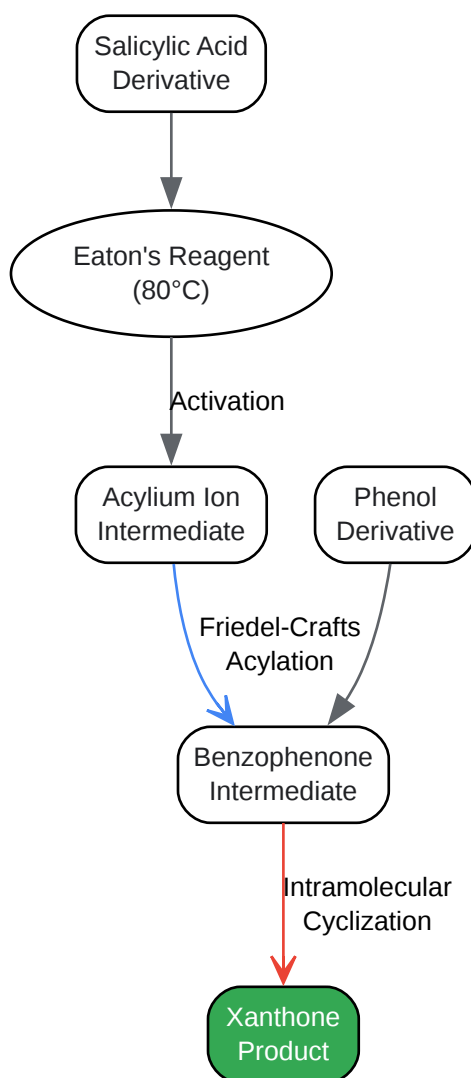 Salicylic Acid
Derivative
Eaton's Reagent
(80°C)
Activation
Acylium Ion
Intermediate
Phenol
Derivative
Friedel-Crafts
Acylation
Benzophenone
Intermediate
Intramolecular
Cyclization
Xanthone
Product